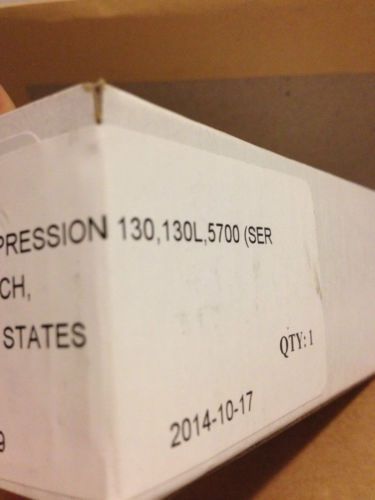 PRESSION 130,130L,5700 (SER
CH,
STATES
QTY: 1
9
2014-10-17